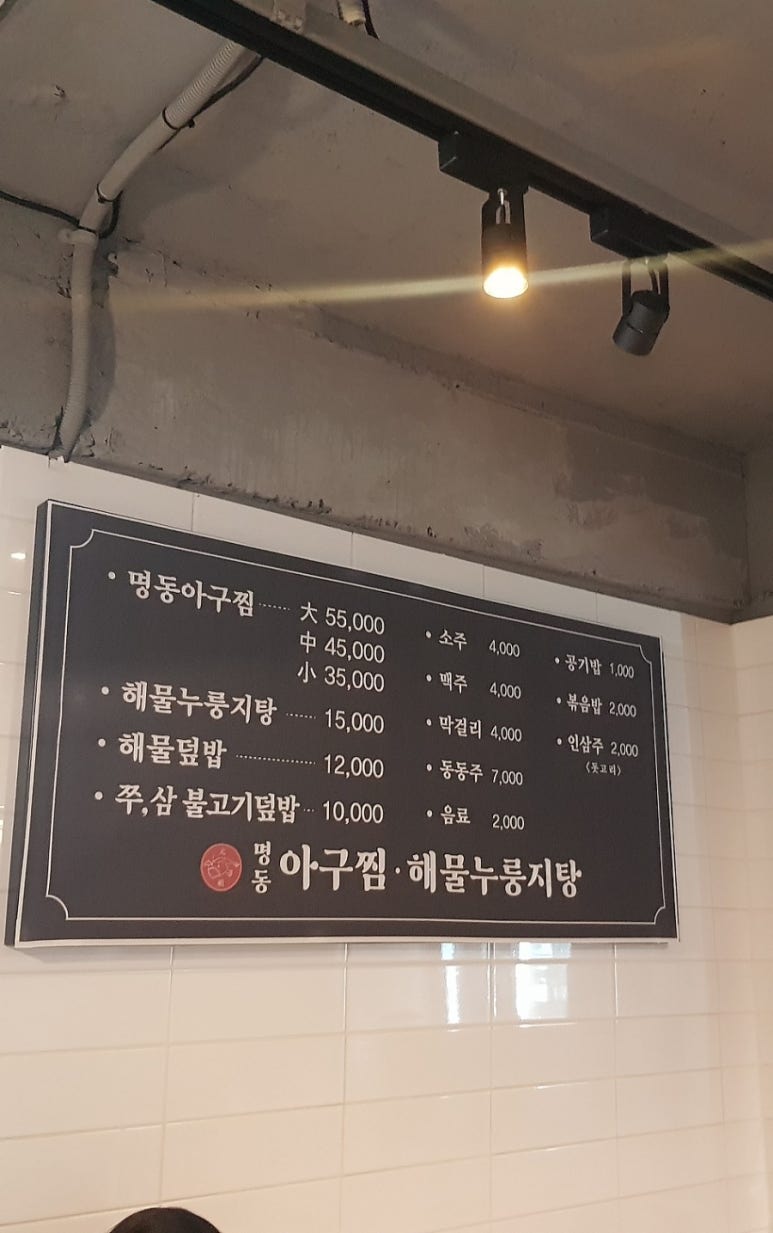 • 명동아구찜 ······ 大 55,000
中 45,000
小 35,000
• 해물누룽지탕 ······ 15,000
• 해물덮밥 ················ 12,000
• 쭈,삼 불고기덮밥 ··· 10,000
• 소주 4,000
• 맥주 4,000
• 막걸리 4,000
• 동동주 7,000
• 음료 2,000
• 공기밥 1,000
• 볶음밥 2,000
• 인삼주 2,000
명동 아구찜 · 해물누룽지탕